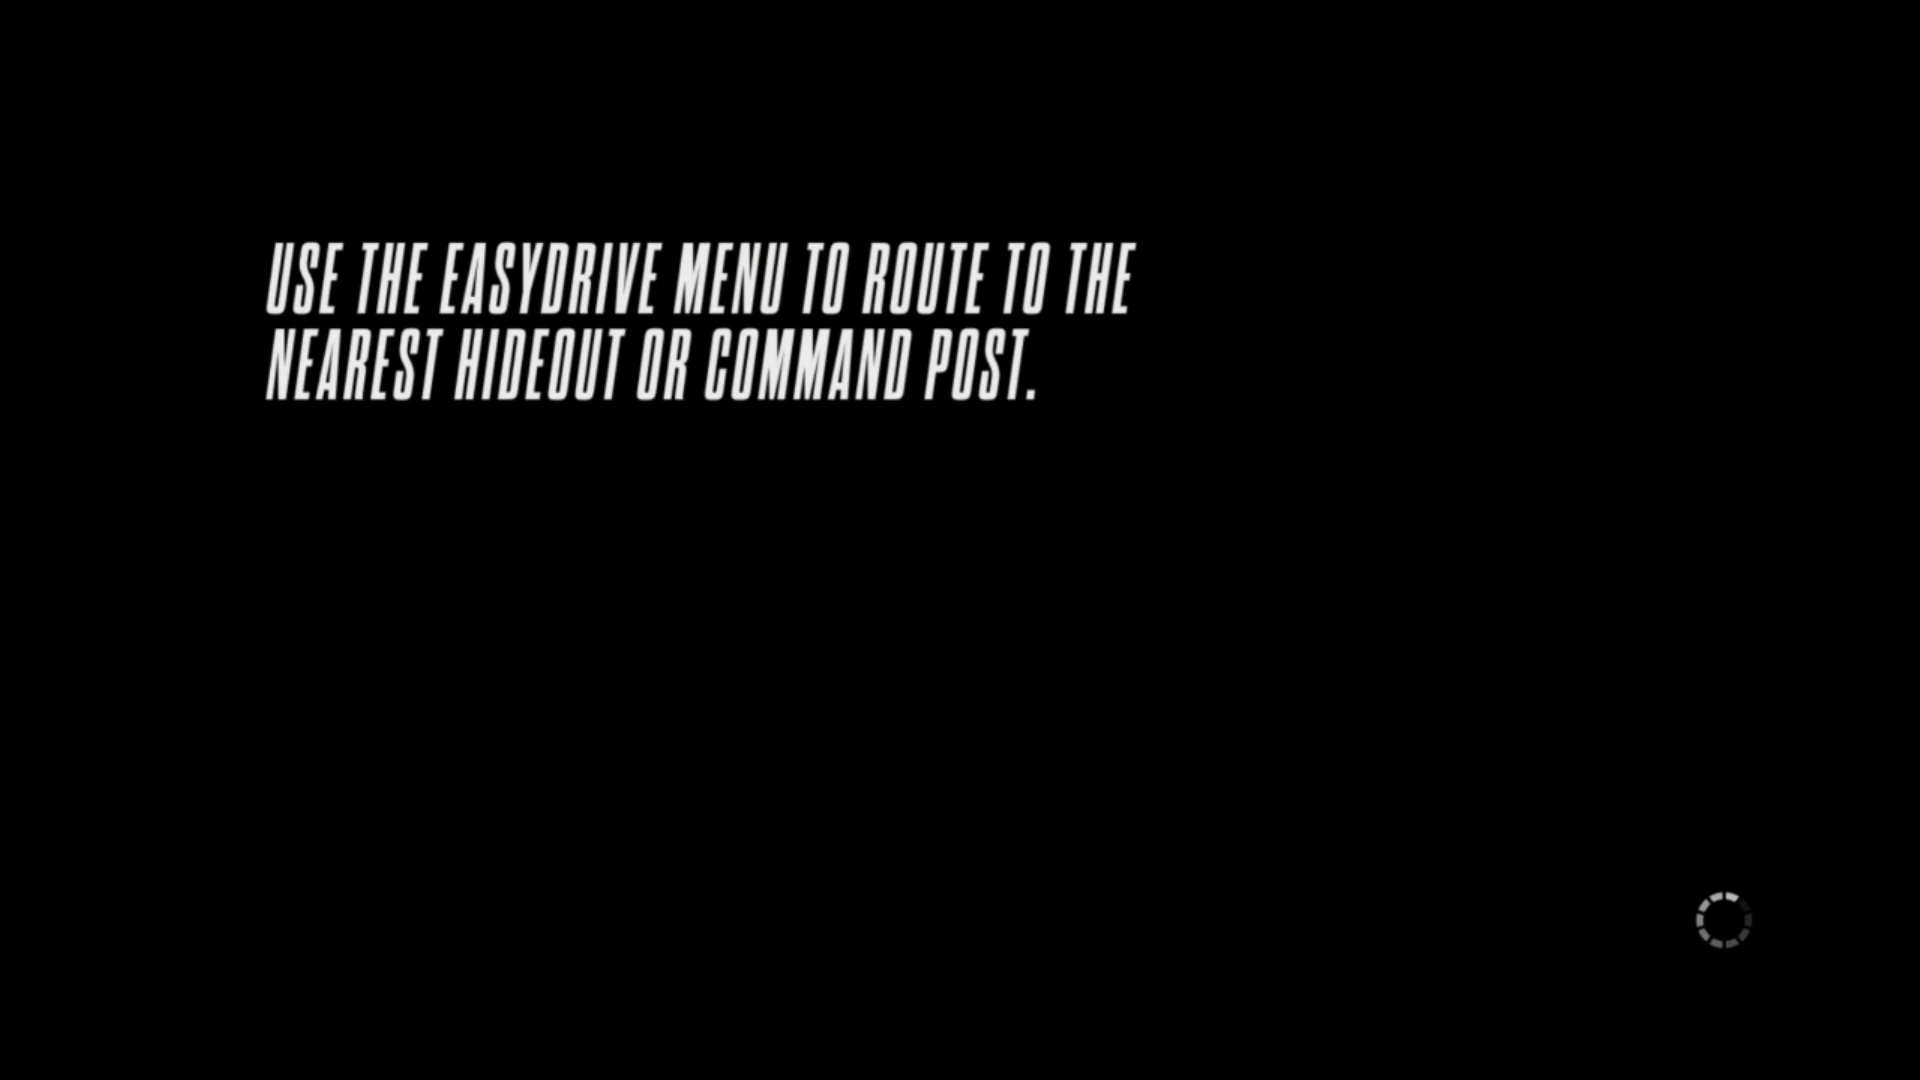 USE THE EASYDRIVE MENU TO ROUTE TO THE
NEAREST HIDEOUT OR COMMAND POST.